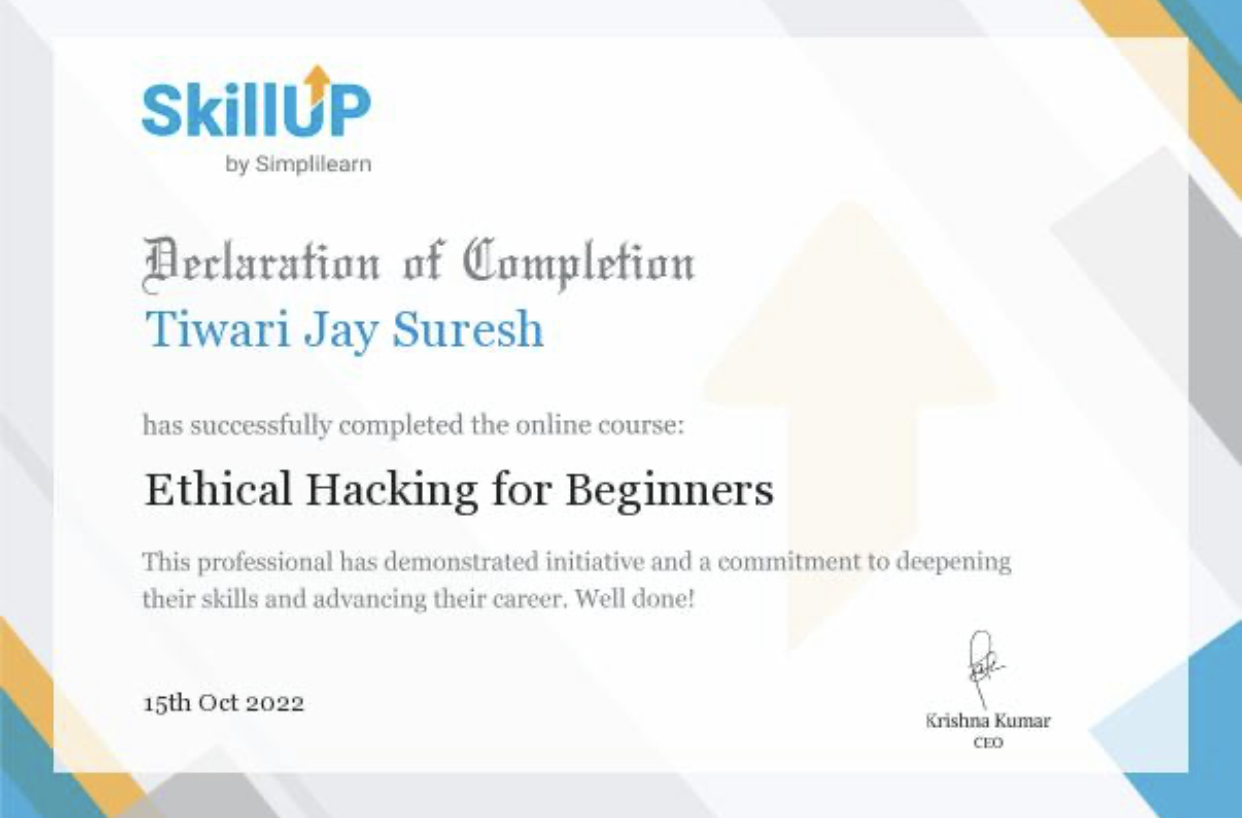 SkillUP
by Simplilearn
Declaration of Completion
Tiwari Jay Suresh
has successfully completed the online course:
Ethical Hacking for Beginners
This professional has demonstrated initiative and a commitment to deepening
their skills and advancing their career. Well done!
15th Oct 2022
Krishna Kumar
CEO